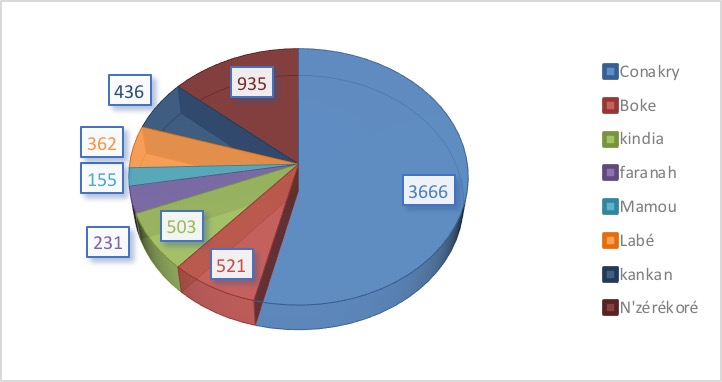 935
436
362
155
231
503
521
3666
Conakry
Boke
kindia
faranah
Mamou
Labé
kankan
N'zérékoré